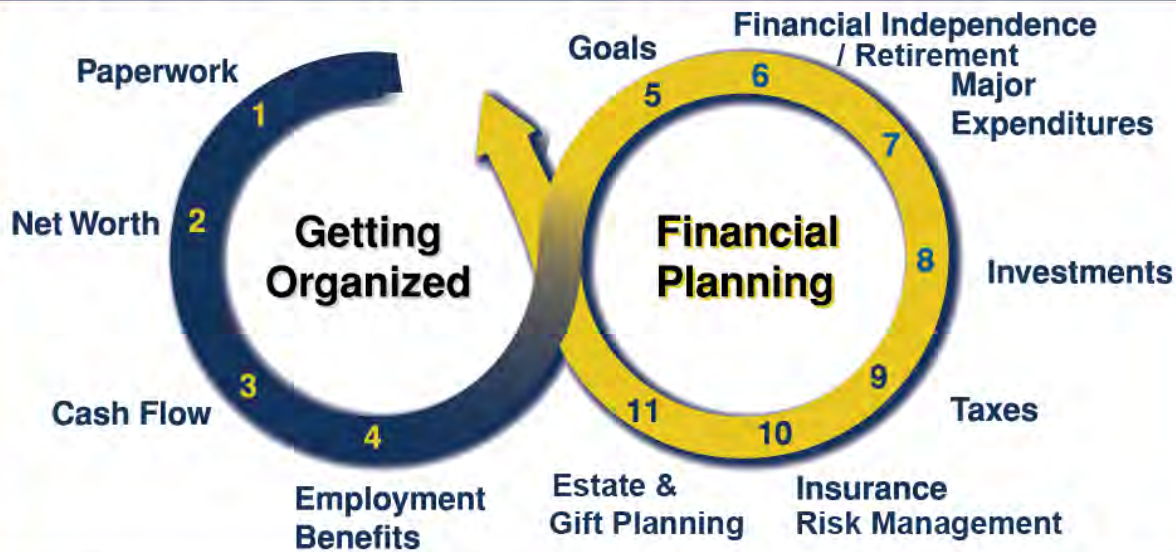 Paperwork
1
Net Worth
2
Cash Flow
3
4
Employment
Benefits
Getting
Organized
Goals
5
Financial Independence
/ Retirement
6
Major
Expenditures
7
8
Investments
9
Taxes
10
Insurance
Risk Management
11
Estate &
Gift Planning
Financial
Planning